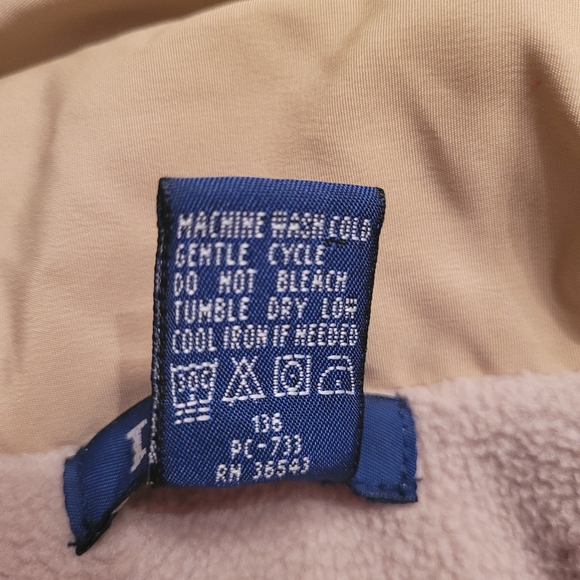 MACHINE WASH COLD
GENTLE CYCLE
DO NOT BLEACH
TUMBLE DRY LOW
COOL IRON IF NEEDED
136
PC-733
RN 36543